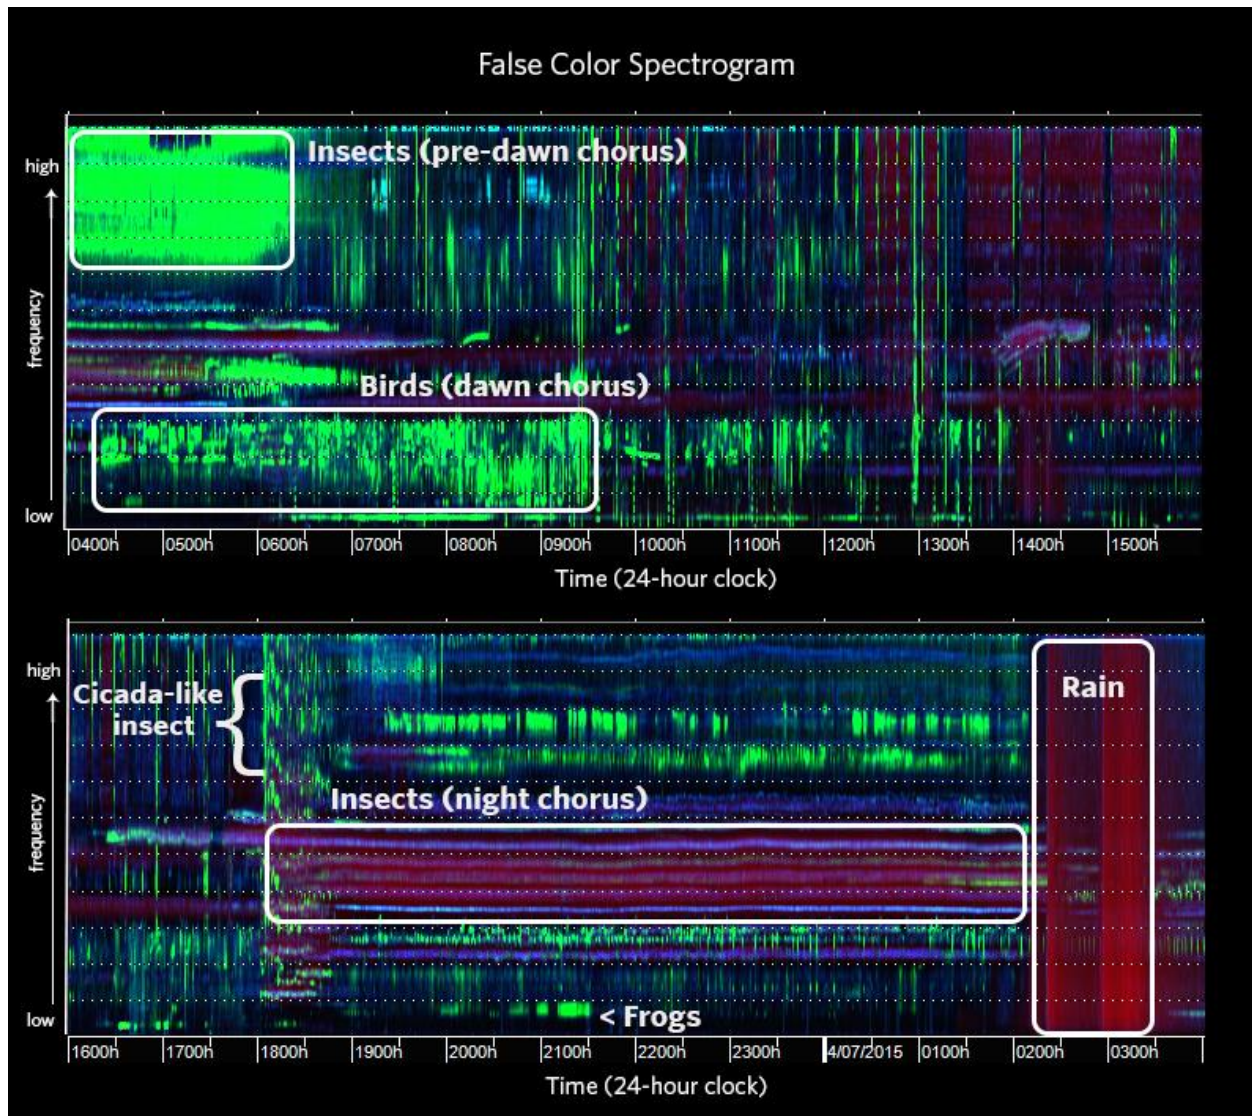 False Color Spectrogram
high
frequency
low
Insects (pre-dawn chorus)
Birds (dawn chorus)
0400h 0500h 0600h 0700h 0800h 0900h 1000h 1100h 1200h 1300h 1400h 1500h
Time (24-hour clock)
high
frequency
low
Cicada-like
insect
Rain
Insects (night chorus)
< Frogs
1600h 1700h 1800h 1900h 2000h 2100h 2200h 2300h 4/07/2015 0100h 0200h 0300h
Time (24-hour clock)